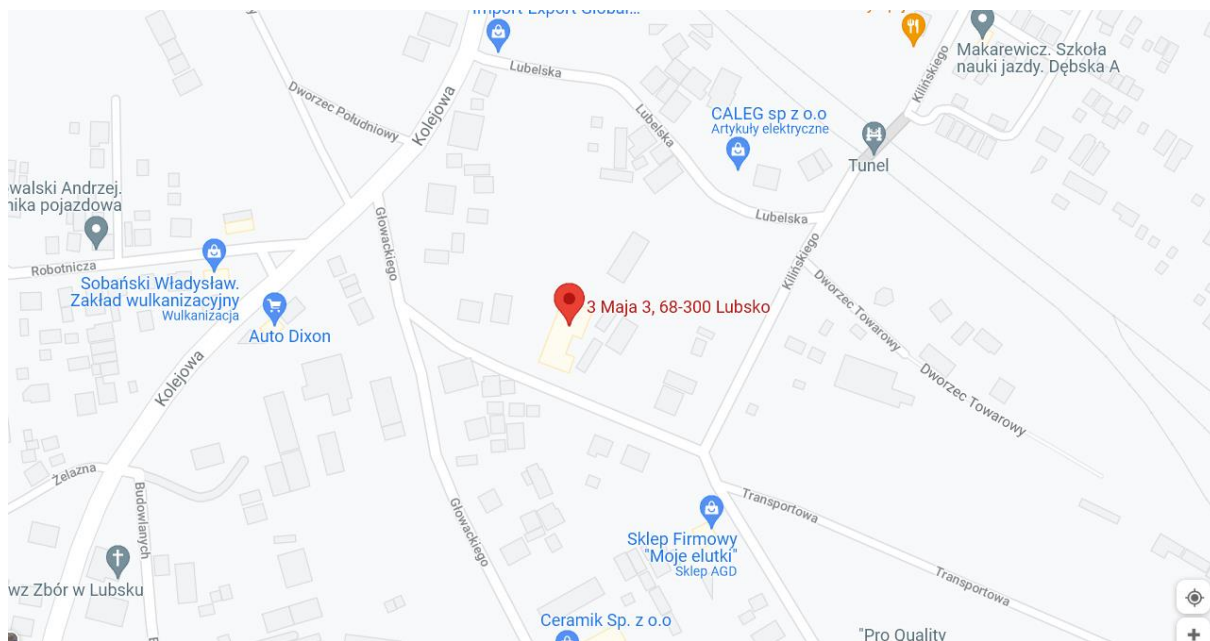 Import Export Global...
Makarewicz. Szkoła
nauki jazdy. Dębska A
Kilińskiego
Lubelska
Dworzec Południowy
Kolejowa
Lubelska
CALEG sp z o.o
Artykuły elektryczne
Tunel
walski Andrzej.
nika pojazdowa
Głowackiego
Lubelska
Kilińskiego
Robotnicza
Sobański Władysław.
Zakład wulkanizacyjny
Wulkanizacja
Auto Dixon
3 Maja 3, 68-300 Lubsko
Dworzec Towarowy
Kolejowa
Dworzec Towarowy
Żelazna
Budowlanych
Głowackiego
Transportowa
Sklep Firmowy
"Moje elutki"
Sklep AGD
wz Zbór w Lubsku
Transportowa
Ceramik Sp. z o.o
"Pro Quality